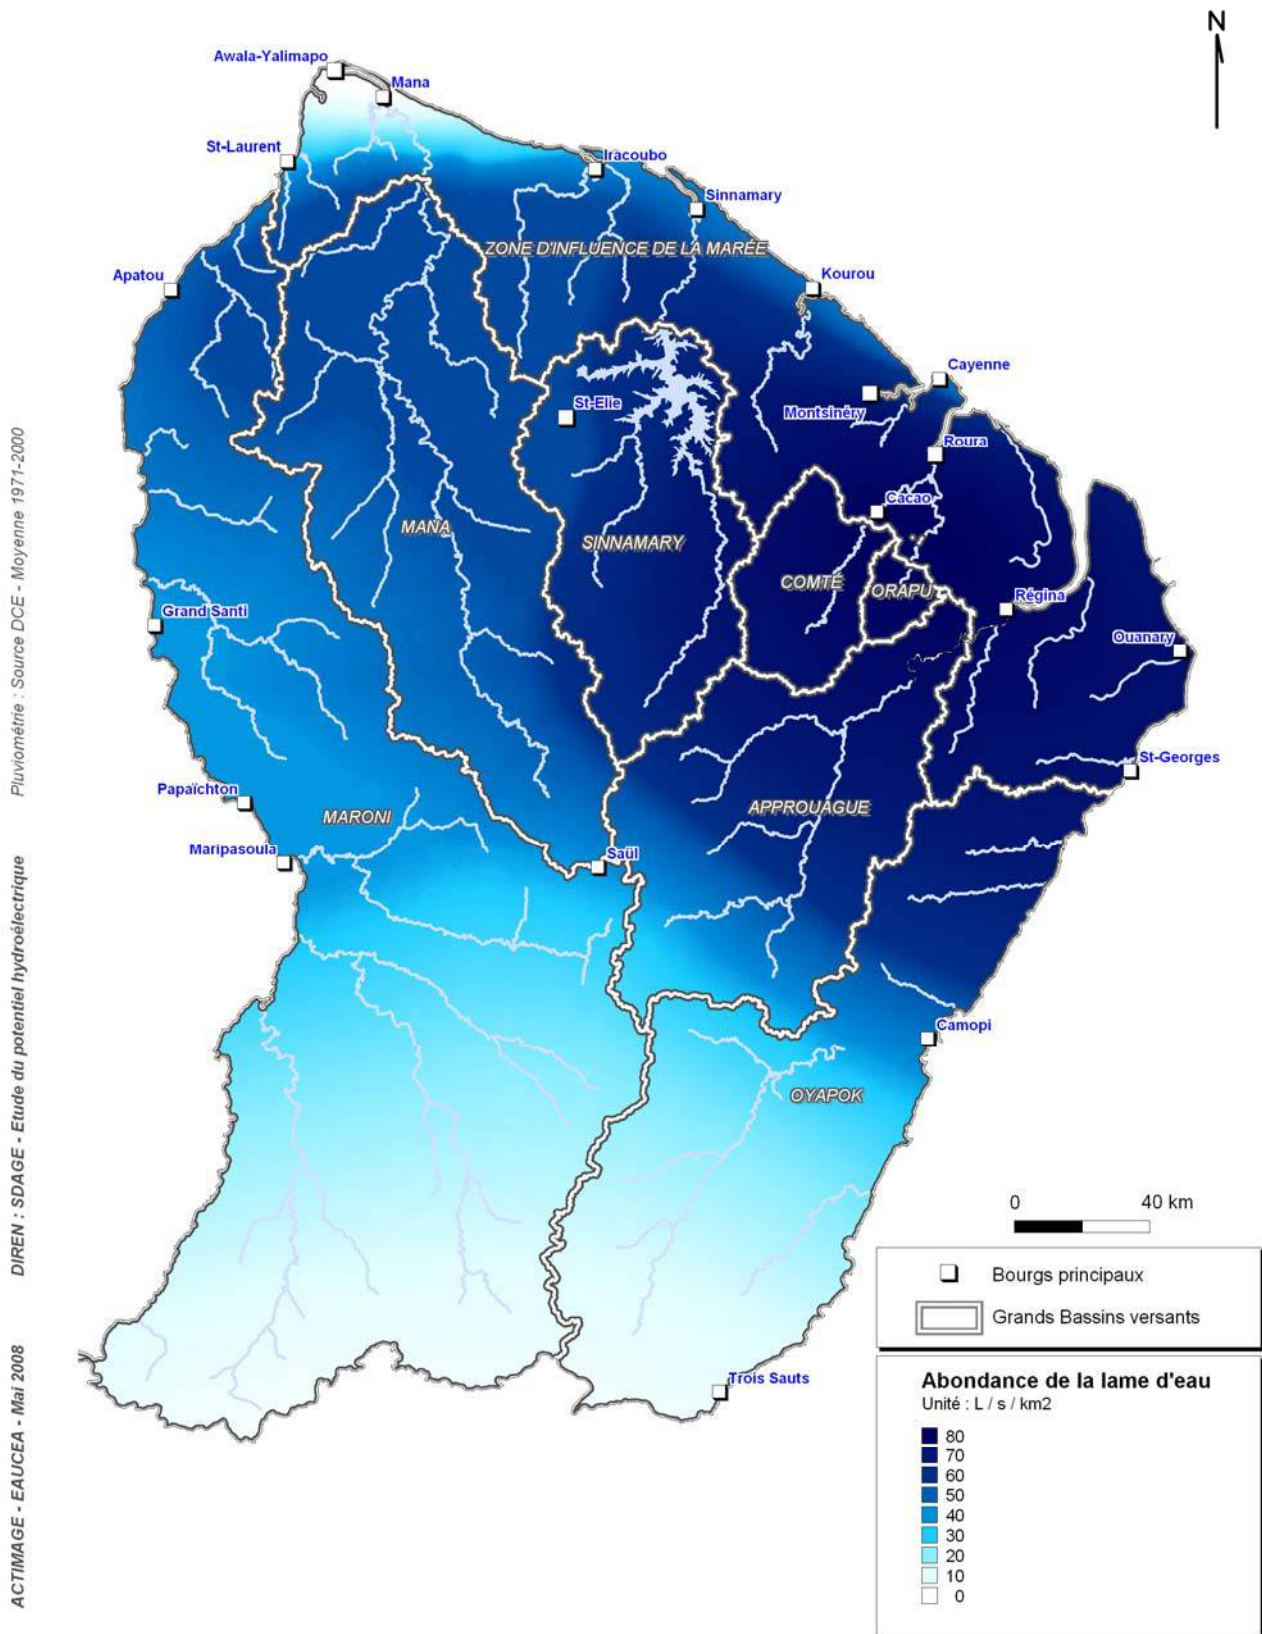 N
Awala-Yalimapo
Mana
St-Laurent
Iracoubo
Sinnamary
ZONE D'INFLUENCE DE LA MARÉE
Apatou
Kourou
Cayenne
St-Elie
Montsinéry
Roura
Cacao
MANA
SINNAMARY
COMTÉ
ORAPU
Régina
Grand Santi
Ouanary
St-Georges
Papaïchton
APPROUAGUE
MARONI
Maripasoula
Saül
Camopi
OYAPOK
Trois Sauts
0 40 km
Bourgs principaux
Grands Bassins versants
Abondance de la lame d'eau
Unité : L / s / km2
80
70
60
50
40
30
20
10
0
ACTIMAGE - EAUCEA - Mai 2008 DIREN : SDAGE - Etude du potentiel hydroélectrique Pluviométrie : Source DCE - Moyenne 1971-2000